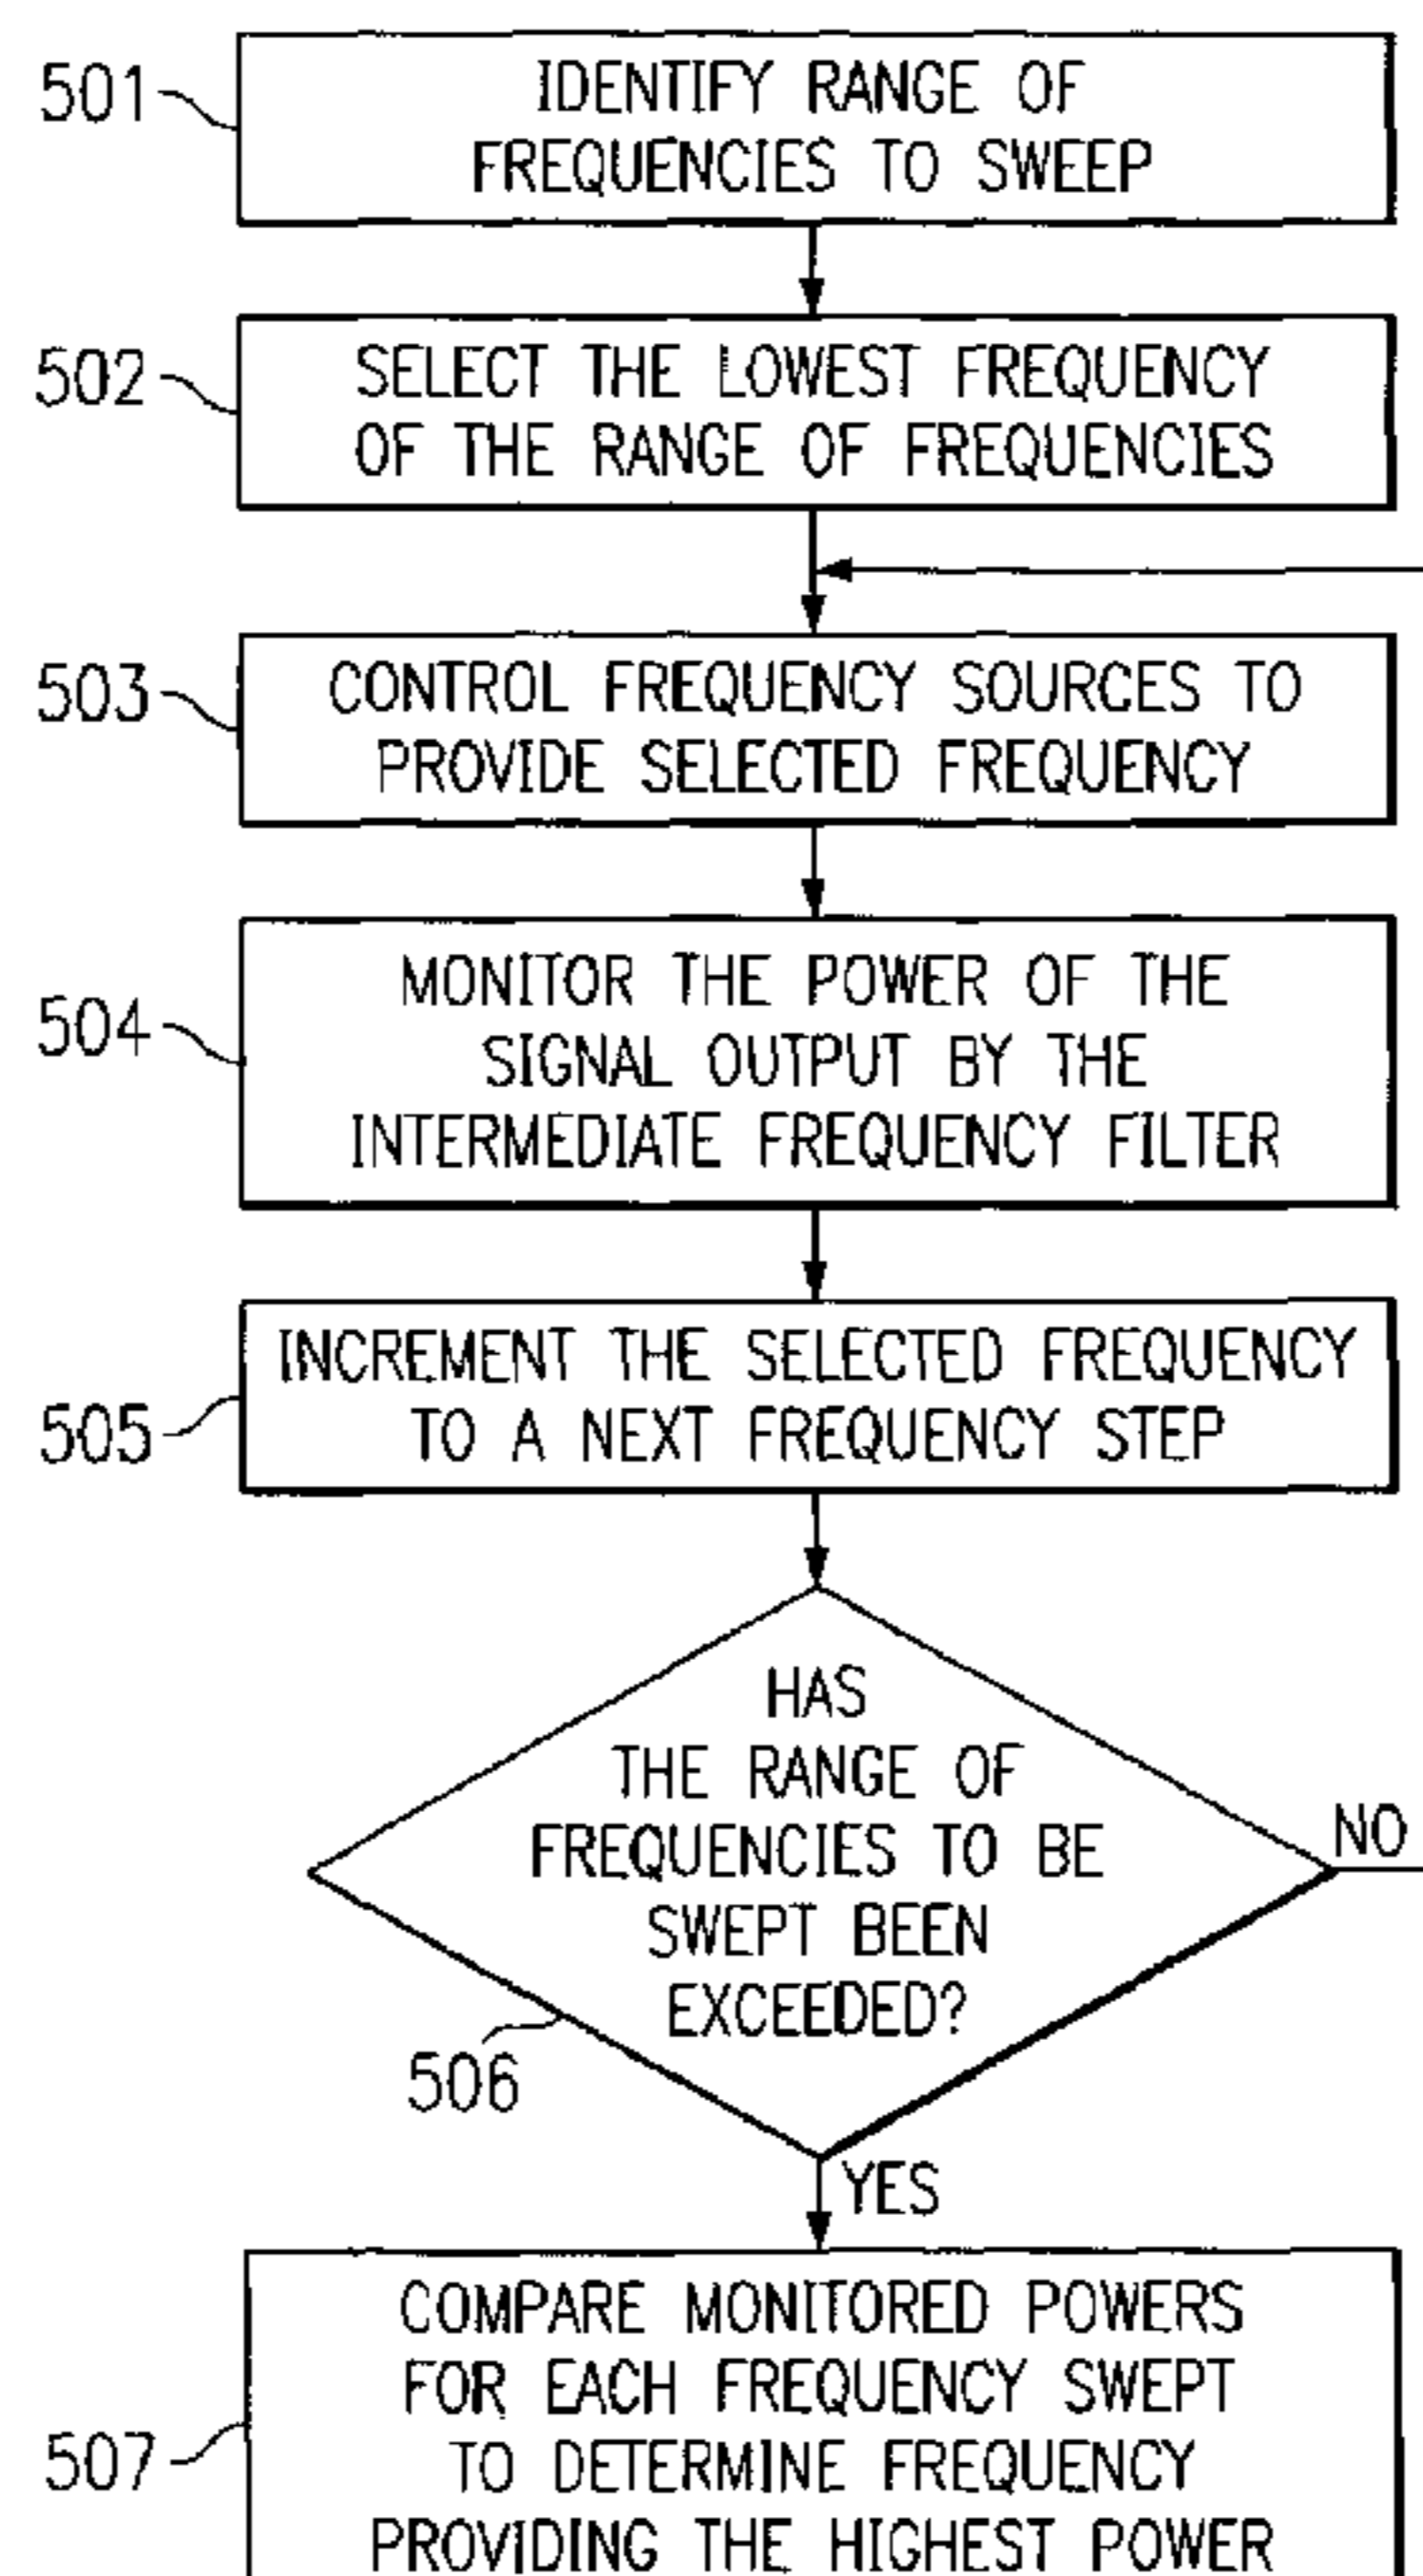 501
IDENTIFY RANGE OF
FREQUENCIES TO SWEEP
502
SELECT THE LOWEST FREQUENCY
OF THE RANGE OF FREQUENCIES
503
CONTROL FREQUENCY SOURCES TO
PROVIDE SELECTED FREQUENCY
504
MONITOR THE POWER OF THE
SIGNAL OUTPUT BY THE
INTERMEDIATE FREQUENCY FILTER
505
INCREMENT THE SELECTED FREQUENCY
TO A NEXT FREQUENCY STEP
HAS
THE RANGE OF
FREQUENCIES TO BE
SWEPT BEEN
EXCEEDED?
NO
506
YES
507
COMPARE MONITORED POWERS
FOR EACH FREQUENCY SWEPT
TO DETERMINE FREQUENCY
PROVIDING THE HIGHEST POWER